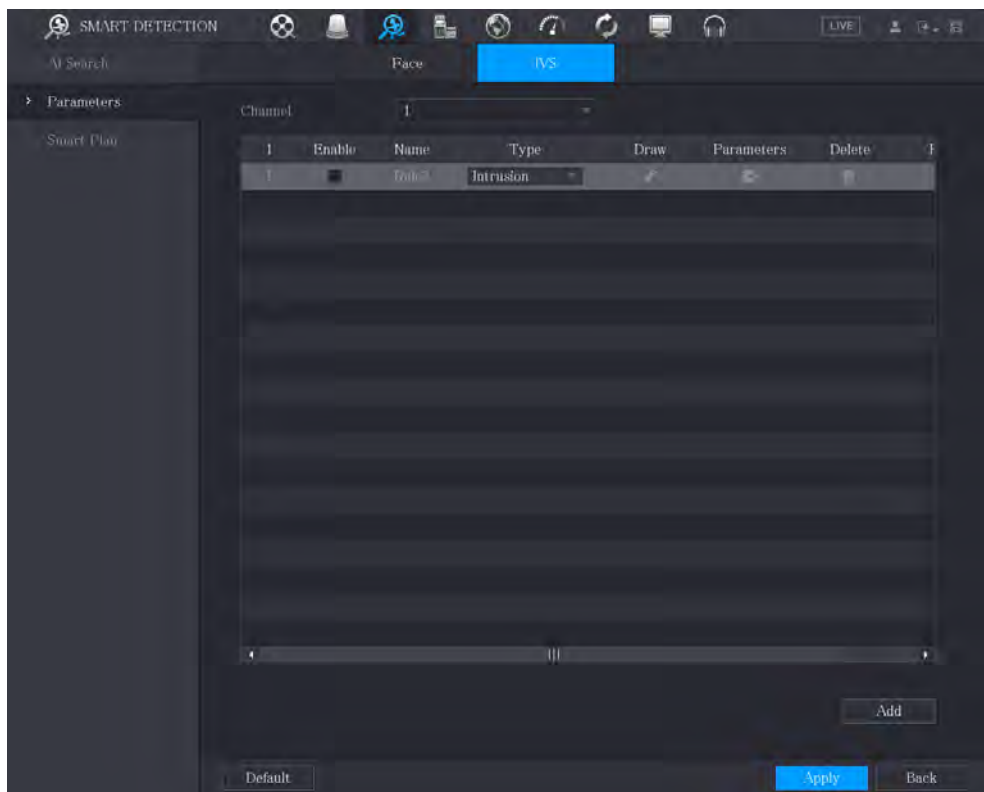 SMART DETECTION
LIVE
AI Search
Face
IVS
Parameters
Channel
1
Smart Plan
1 Enable Name Type Draw Parameters Delete
1 Intrusion
Add
Default
Apply
Back